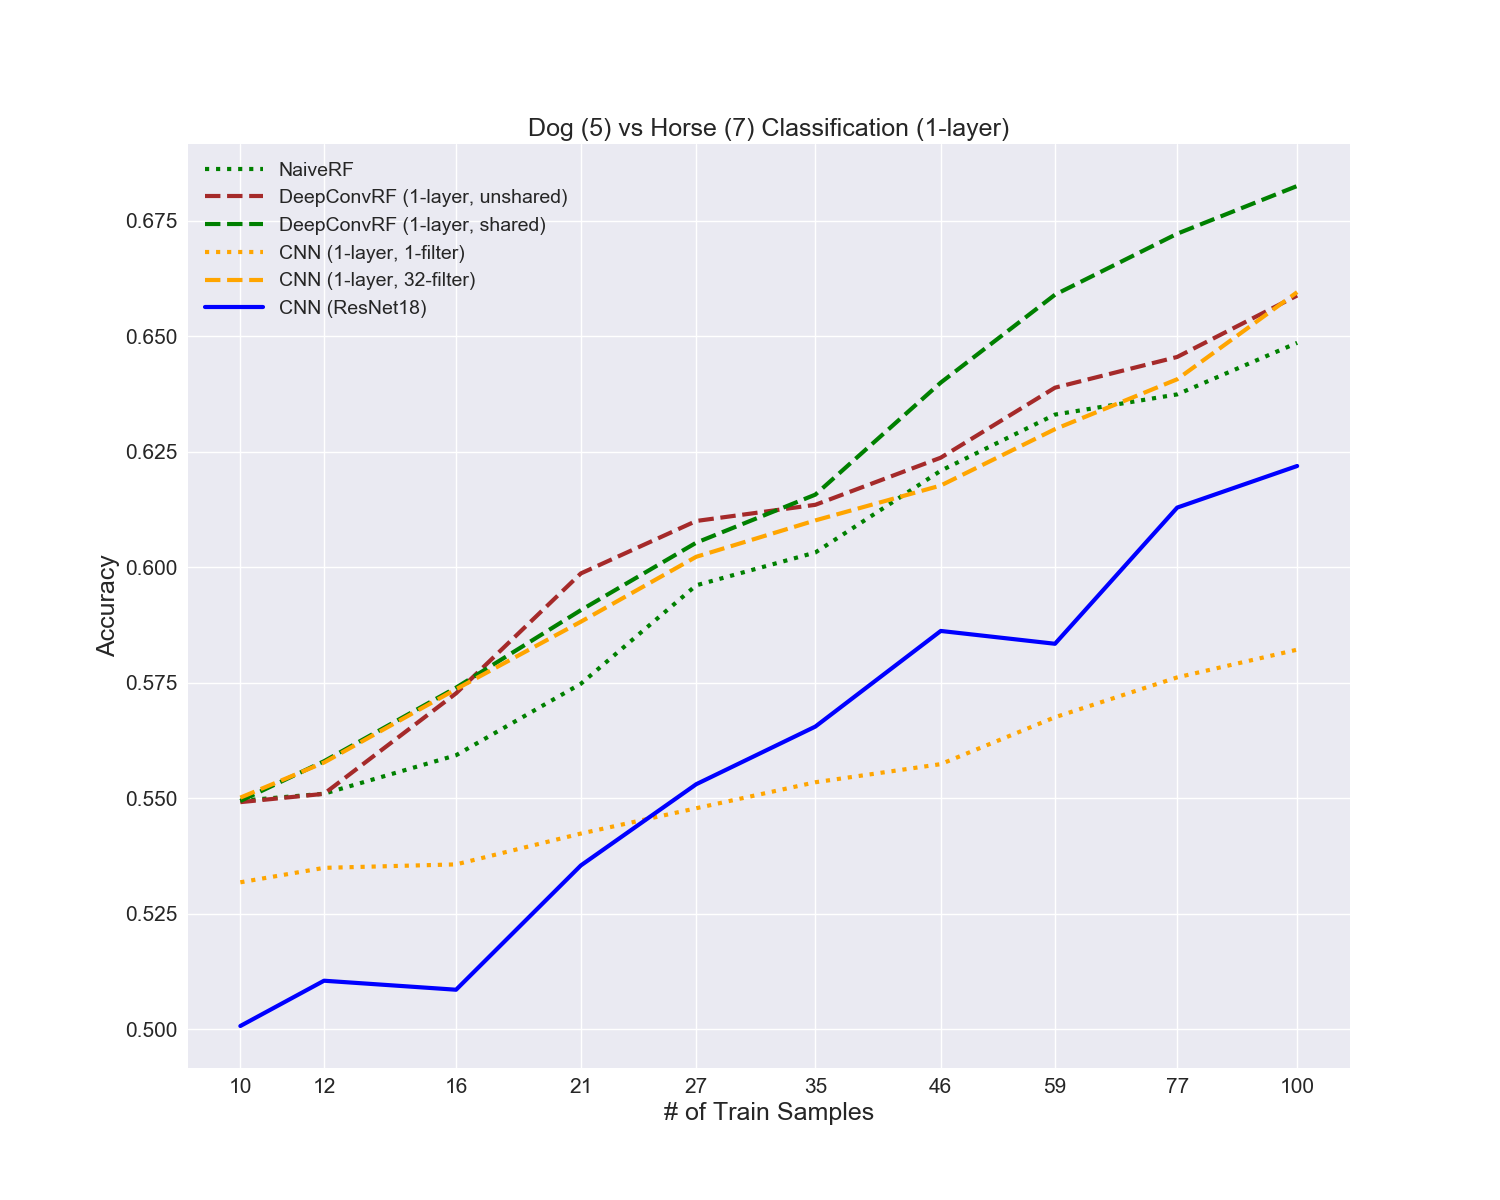 Dog (5) vs Horse (7) Classification (1-layer)
NaiveRF
DeepConvRF (1-layer, unshared)
DeepConvRF (1-layer, shared)
CNN (1-layer, 1-filter)
CNN (1-layer, 32-filter)
CNN (ResNet18)
0.675
0.650
0.625
0.600
0.575
0.550
0.525
0.500
Accuracy
10 12 16 21 27 35 46 59 77 100
# of Train Samples